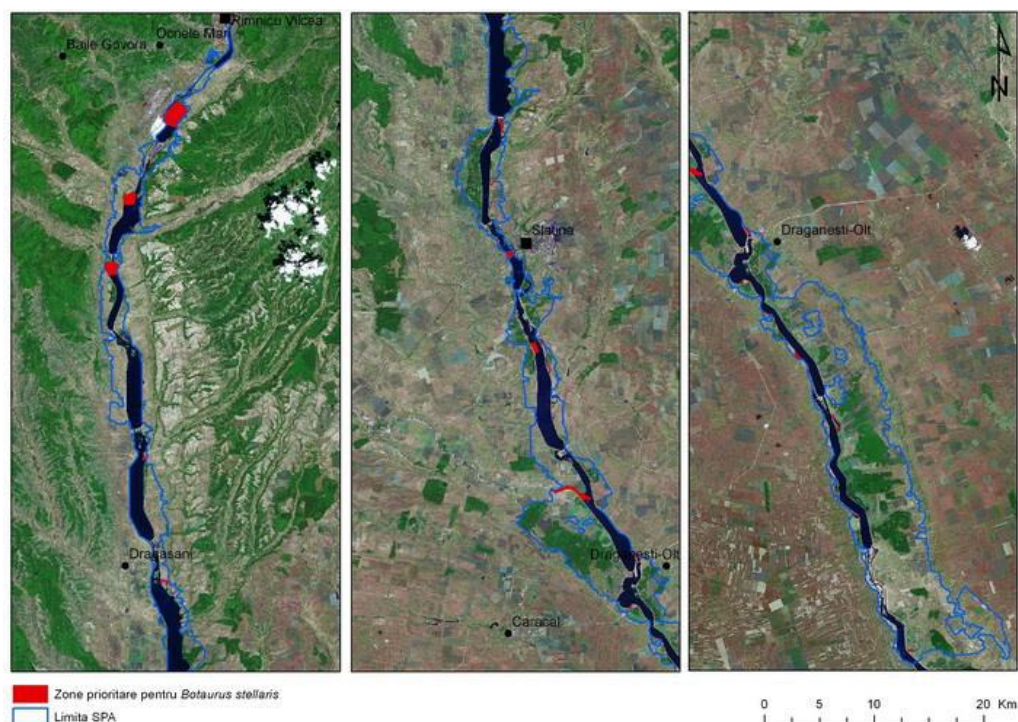 Rimnicu Vilcea
Ocnele Mari
Baile Govora
Dragasani
Slatina
Draganesti-Olt
Caracal
Draganesti-Olt
N
Zone prioritare pentru Botaurus stellaris
Limita SPA
0 5 10 20 Km